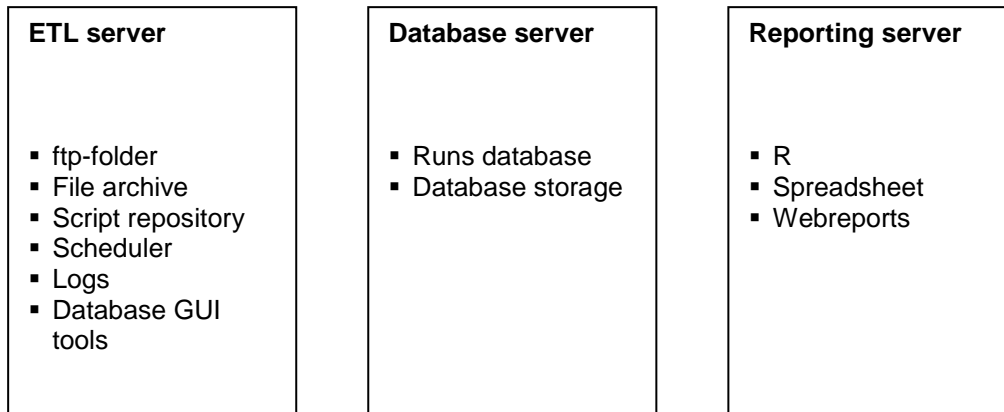 ETL server
▪ ftp-folder
▪ File archive
▪ Script repository
▪ Scheduler
▪ Logs
▪ Database GUI
tools
Database server
▪ Runs database
▪ Database storage
Reporting server
▪ R
▪ Spreadsheet
▪ Webreports